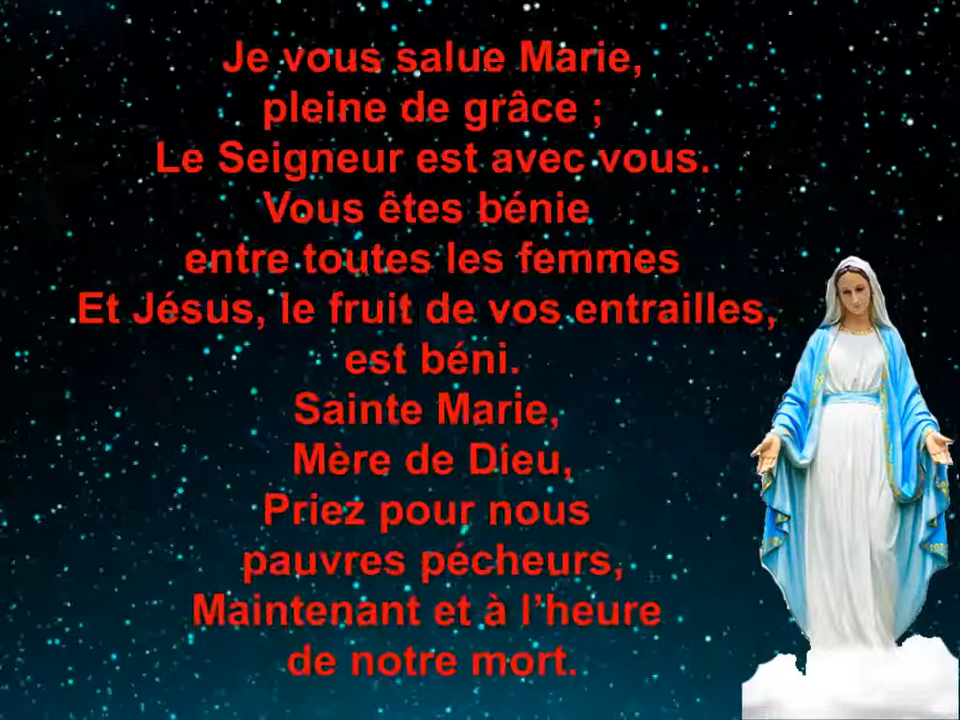 Je vous salue Marie,
pleine de grâce ;
Le Seigneur est avec vous.
Vous êtes bénie
entre toutes les femmes
Et Jésus, le fruit de vos entrailles,
est béni.
Sainte Marie,
Mère de Dieu,
Priez pour nous
pauvres pécheurs,
Maintenant et à l’heure
de notre mort.